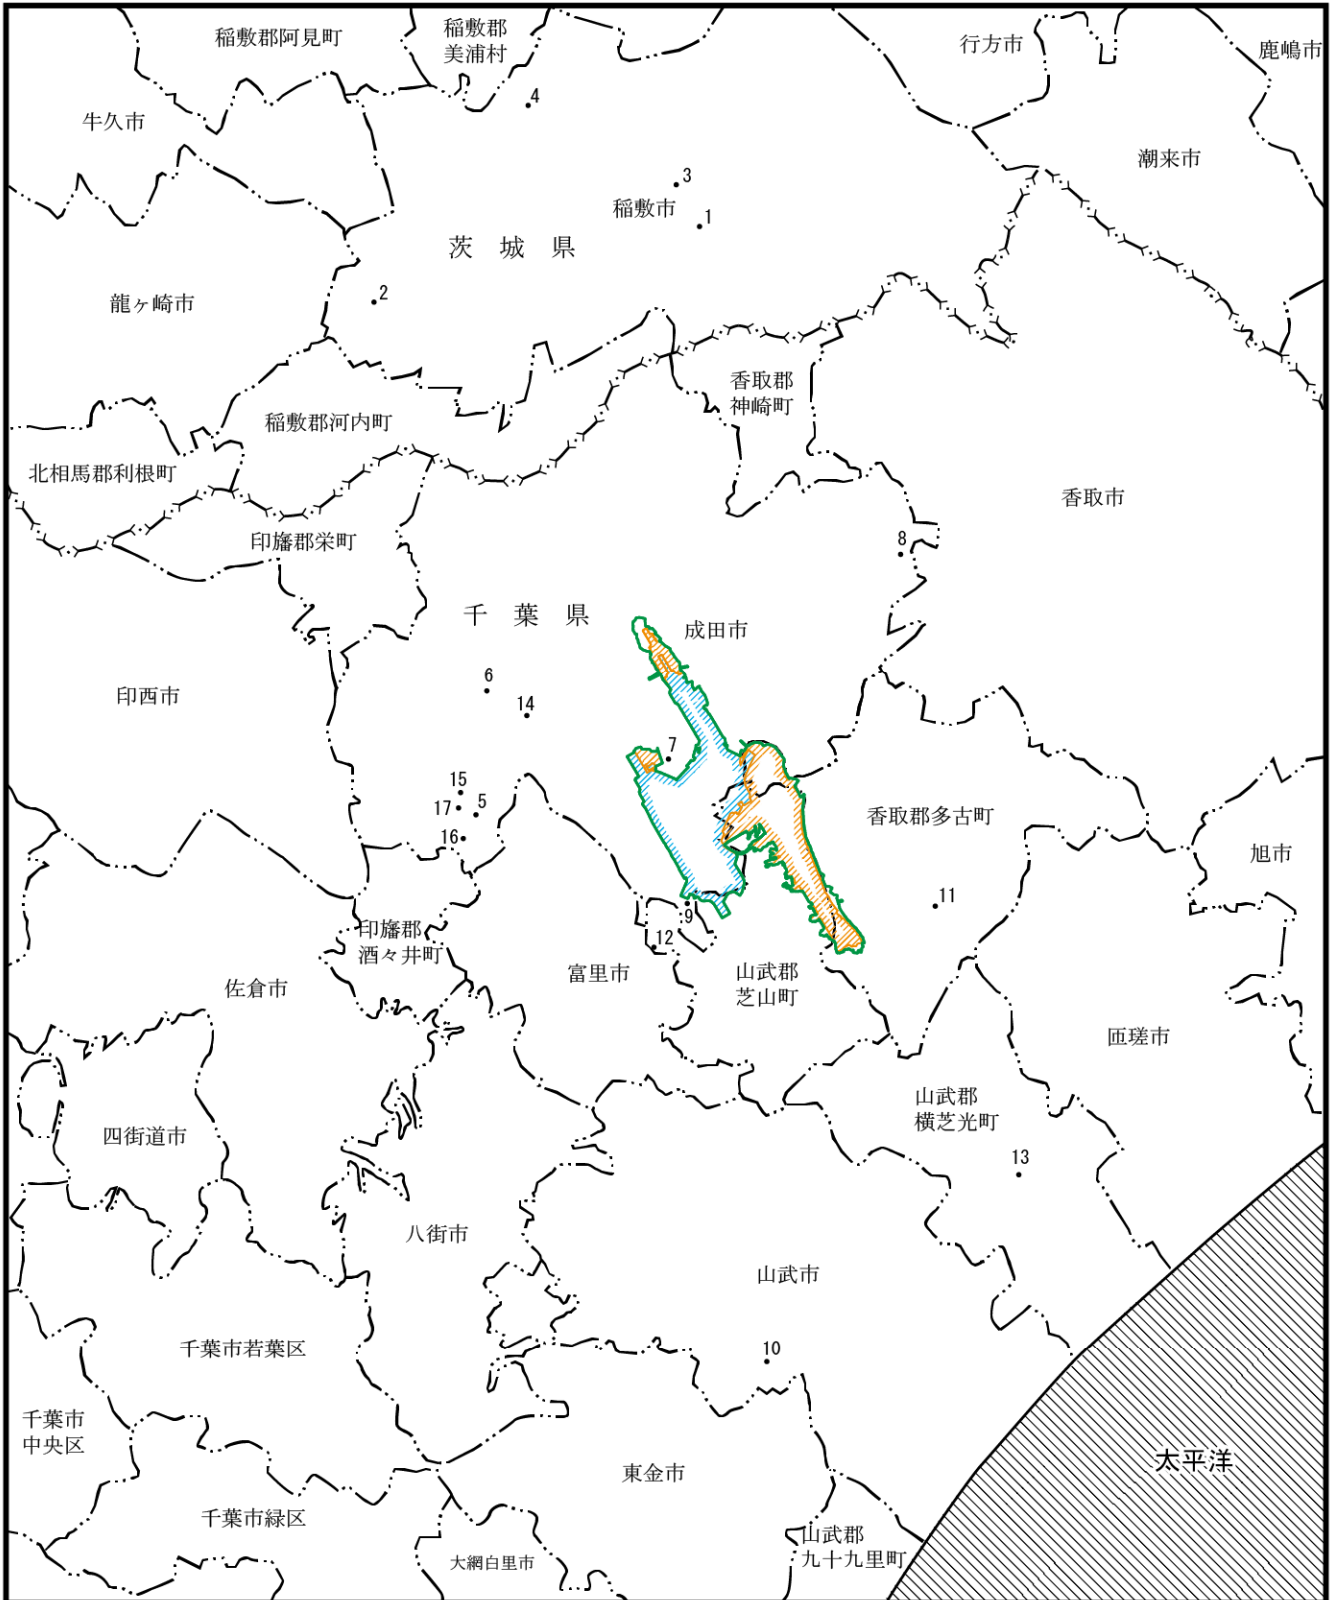 稲敷郡阿見町
稲敷郡
美浦村
行方市
鹿嶋市
4
牛久市
潮来市
3
稲敷市
1
茨城県
2
龍ヶ崎市
香取郡
神崎町
稲敷郡河内町
北相馬郡利根町
香取市
印旛郡栄町
8
千葉県
成田市
6
印西市
14
7
15
17
5
香取郡多古町
16
旭市
11
9
印旛郡
酒々井町
12
富里市
山武郡
芝山町
佐倉市
匝瑳市
山武郡
横芝光町
四街道市
13
八街市
山武市
千葉市若葉区
10
千葉市
中央区
太平洋
東金市
千葉市緑区
山武郡
九十九里町
大網白里市